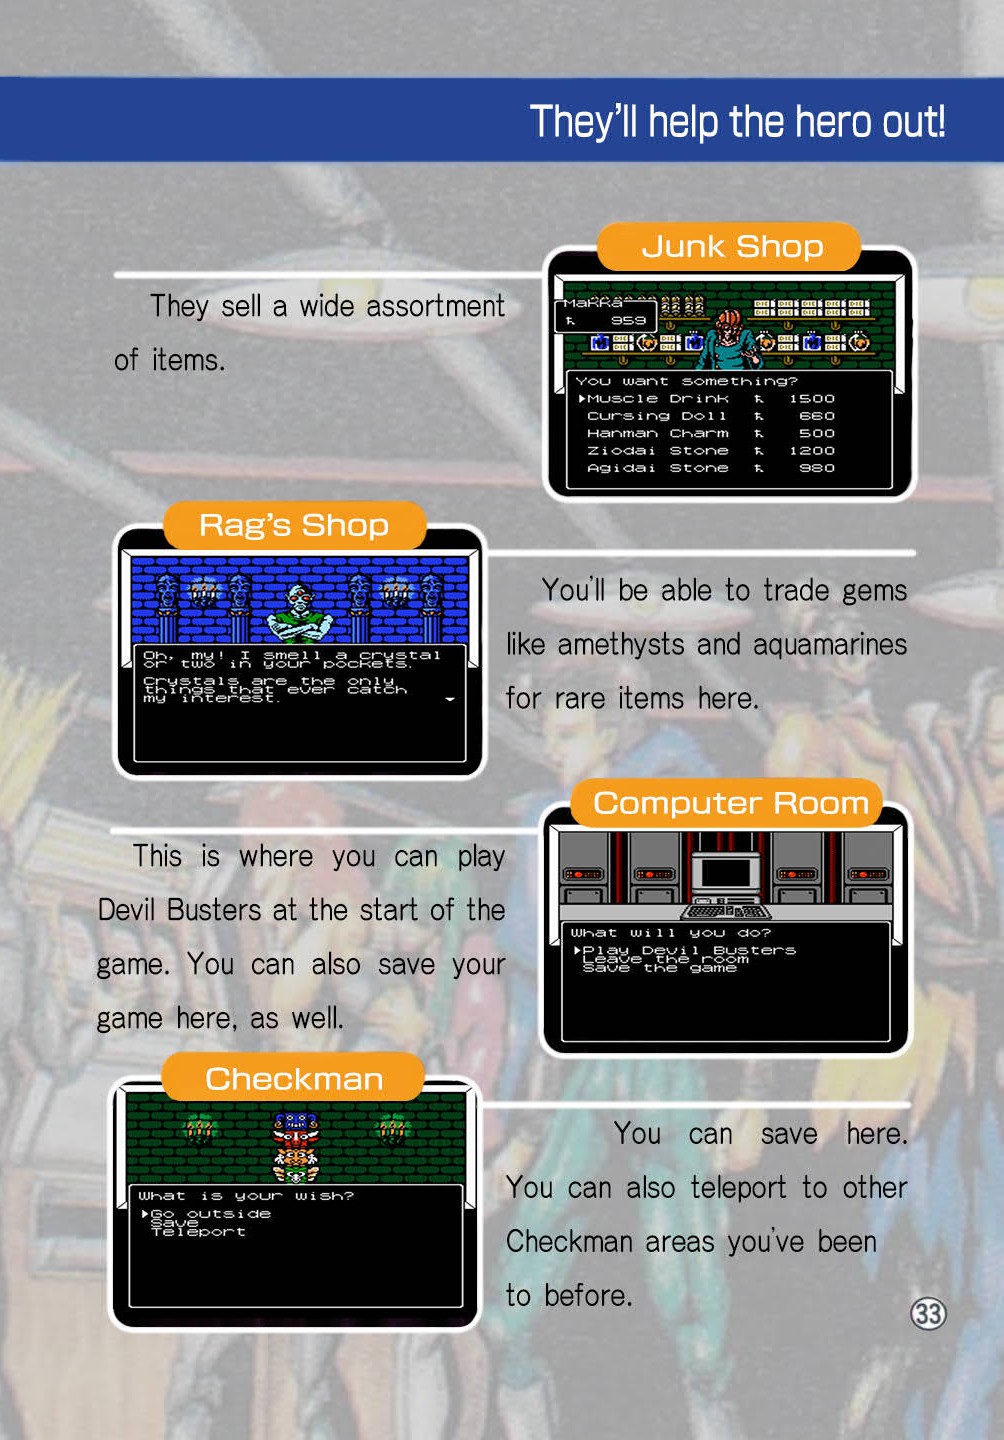 They'll help the hero out!
Junk Shop
They sell a wide assortment
of items.
Makka
959
You want something?
Muscle Drink 1500
Cursing Doll 660
Hanman Charm 500
Ziodai Stone 1200
Agidai Stone 980
Rag's Shop
Oh, my! I smell a crystal
or two in your pockets.
Crystals are the only
things that ever catch
my interest.
You'll be able to trade gems
like amethysts and aquamarines
for rare items here.
Computer Room
This is where you can play
Devil Busters at the start of the
game. You can also save your
game here, as well.
What will you do?
Play Devil Busters
Leave the room
Save the game
Checkman
What is your wish?
Go outside
Save
Teleport
You can save here.
You can also teleport to other
Checkman areas you've been
to before.
33